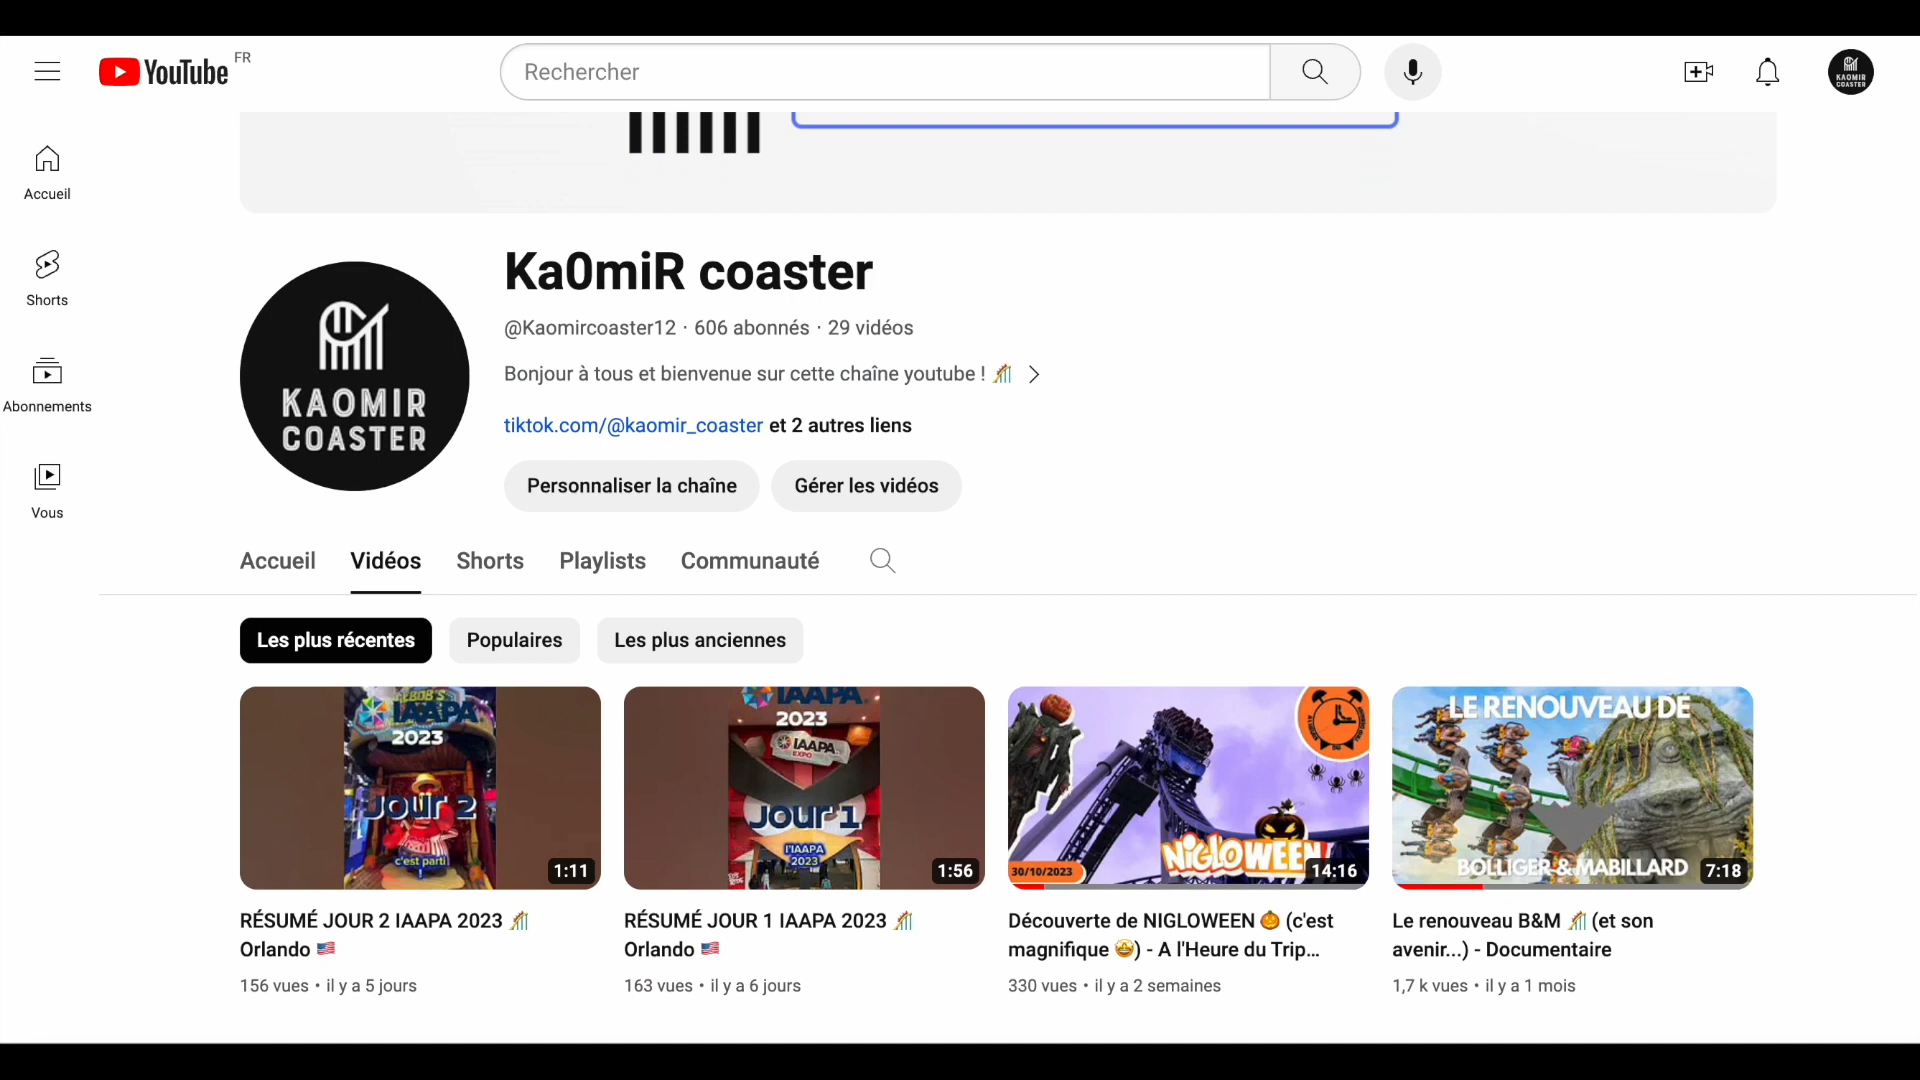 YouTube FR
Rechercher
KAOMIR
COASTER
Accueil
Shorts
Abonnements
Vous
KAOMIR
COASTER
Ka0miR coaster
@Kaomircoaster12 · 606 abonnés · 29 vidéos
Bonjour à tous et bienvenue sur cette chaîne youtube !
tiktok.com/@kaomir_coaster et 2 autres liens
Personnaliser la chaîne
Gérer les vidéos
Accueil
Vidéos
Shorts
Playlists
Communauté
Les plus récentes
Populaires
Les plus anciennes
BOB'S
IAAPA
2023
Jour 2
c'est parti
1:11
RÉSUMÉ JOUR 2 IAAPA 2023
Orlando
156 vues • il y a 5 jours
IAAPA
2023
IAAPA
EXPO
Jour 1
l'IAAPA
2023
1:56
RÉSUMÉ JOUR 1 IAAPA 2023
Orlando
163 vues • il y a 6 jours
NIGLOWEEN
30/10/2023
14:16
Découverte de NIGLOWEEN 🎃 (c'est
magnifique 🤩) - A l'Heure du Trip...
330 vues • il y a 2 semaines
LE RENOUVEAU DE
BOLLIGER & MABILLARD
7:18
Le renouveau B&M (et son
avenir...) - Documentaire
1,7 k vues • il y a 1 mois